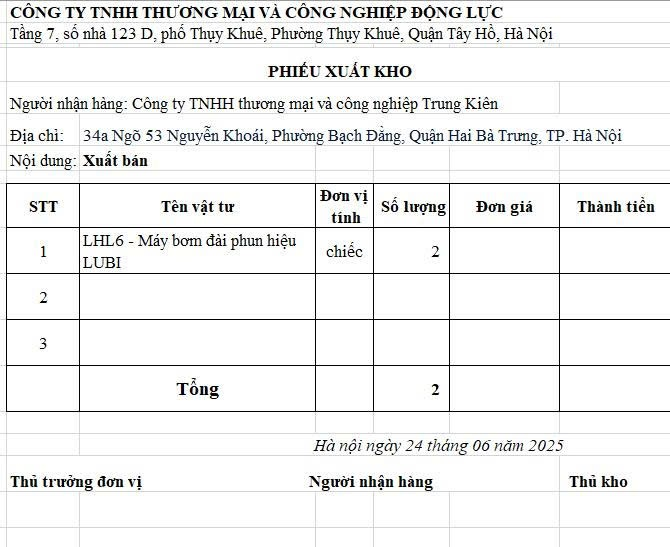 CÔNG TY TNHH THƯƠNG MẠI VÀ CÔNG NGHIỆP ĐỘNG LỰC
Tầng 7, số nhà 123 D, phố Thụy Khuê, Phường Thụy Khuê, Quận Tây Hồ, Hà Nội
PHIẾU XUẤT KHO
Người nhận hàng: Công ty TNHH thương mại và công nghiệp Trung Kiên
Địa chỉ: 34a Ngõ 53 Nguyễn Khoái, Phường Bạch Đằng, Quận Hai Bà Trưng, TP. Hà Nội
Nội dung: Xuất bán
STT Tên vật tư Đơn vị tính Số lượng Đơn giá Thành tiền
1 LHL6 - Máy bơm đài phun hiệu LUBI chiếc 2
2
3
Tổng 2
Hà nội ngày 24 tháng 06 năm 2025
Thủ trưởng đơn vị Người nhận hàng Thủ kho